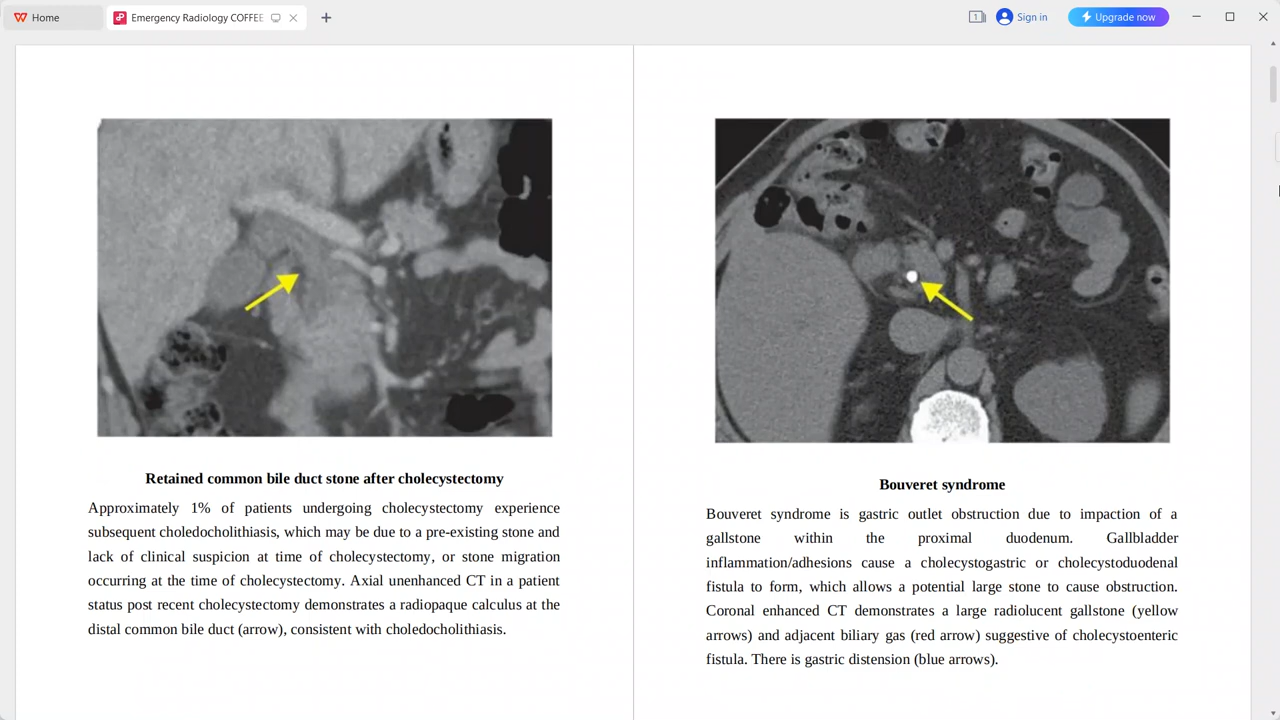 Home
Emergency Radiology COFFEE
1
Sign in
Upgrade now
Retained common bile duct stone after cholecystectomy
Approximately 1% of patients undergoing cholecystectomy experience
subsequent choledocholithiasis, which may be due to a pre-existing stone and
lack of clinical suspicion at time of cholecystectomy, or stone migration
occurring at the time of cholecystectomy. Axial unenhanced CT in a patient
status post recent cholecystectomy demonstrates a radiopaque calculus at the
distal common bile duct (arrow), consistent with choledocholithiasis.
Bouveret syndrome
Bouveret syndrome is gastric outlet obstruction due to impaction of a
gallstone within the proximal duodenum. Gallbladder
inflammation/adhesions cause a cholecystogastric or cholecystoduodenal
fistula to form, which allows a potential large stone to cause obstruction.
Coronal enhanced CT demonstrates a large radiolucent gallstone (yellow
arrows) and adjacent biliary gas (red arrow) suggestive of cholecystoenteric
fistula. There is gastric distension (blue arrows).